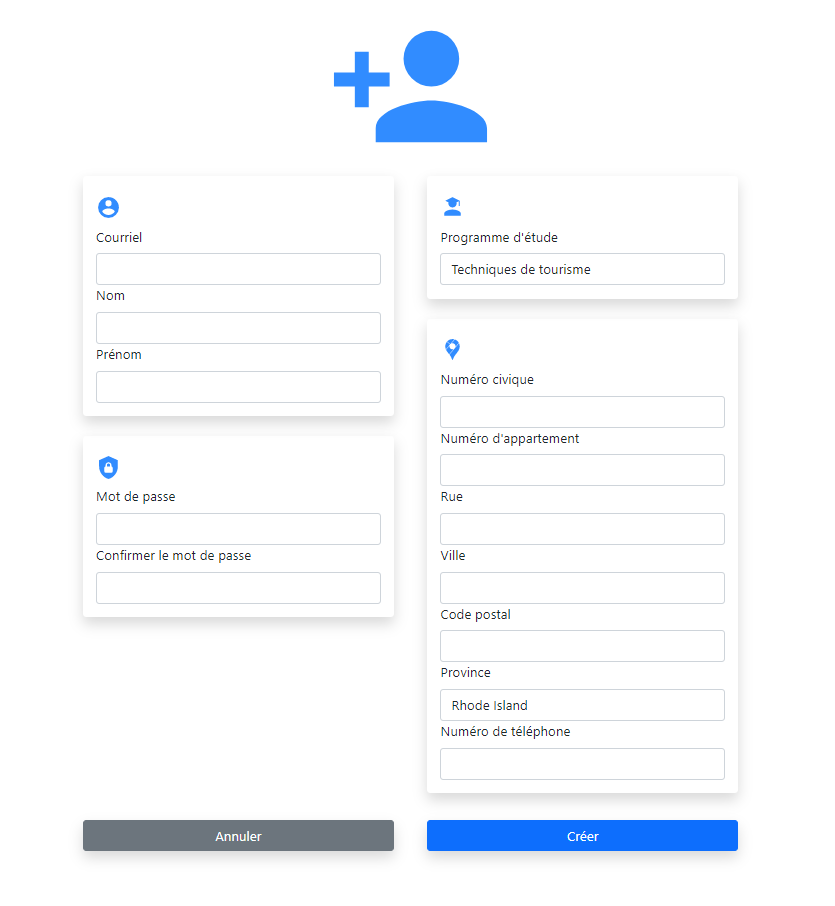 Courriel
Nom
Prénom
Mot de passe
Confirmer le mot de passe
Programme d'étude
Techniques de tourisme
Numéro civique
Numéro d'appartement
Rue
Ville
Code postal
Province
Rhode Island
Numéro de téléphone
Annuler
Créer